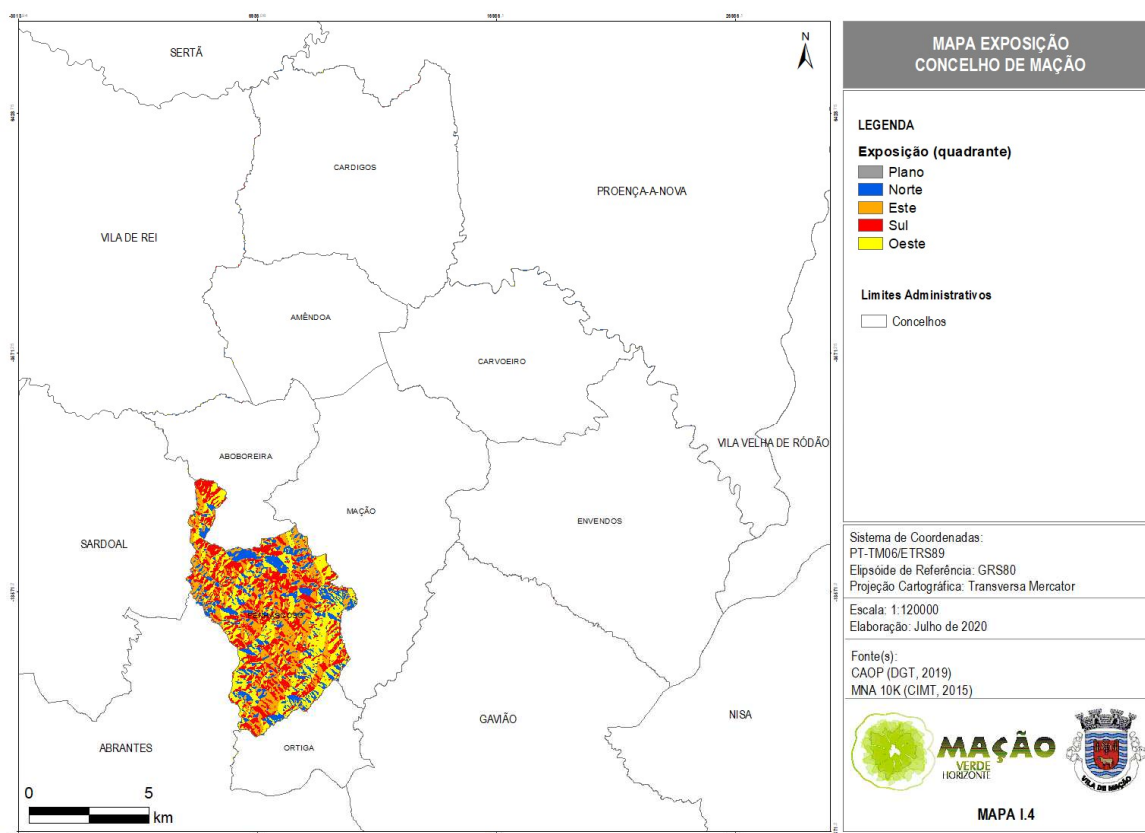 SERTÃ
N
CARDIGOS
PROENÇA-A-NOVA
VILA DE REI
AMÊNDOA
CARVOEIRO
VILA VELHA DE RÓDÃO
ABOBOREIRA
MAÇÃO
ENVENDOS
SARDOAL
GAVIÃO
NISA
ABRANTES
ORTIGA
0 5
km
MAPA EXPOSIÇÃO
CONCELHO DE MAÇÃO
LEGENDA
Exposição (quadrante)
Plano
Norte
Este
Sul
Oeste
Limites Administrativos
Concelhos
Sistema de Coordenadas:
PT-TM06/ETRS89
Elipsóide de Referência: GRS80
Projeção Cartográfica: Transversa Mercator
Escala: 1:120000
Elaboração: Julho de 2020
Fonte(s):
CAOP (DGT, 2019)
MNA 10K (CIMT, 2015)
MAÇÃO
VERDE
HORIZONTE
VILA DE MAÇÃO
MAPA I.4